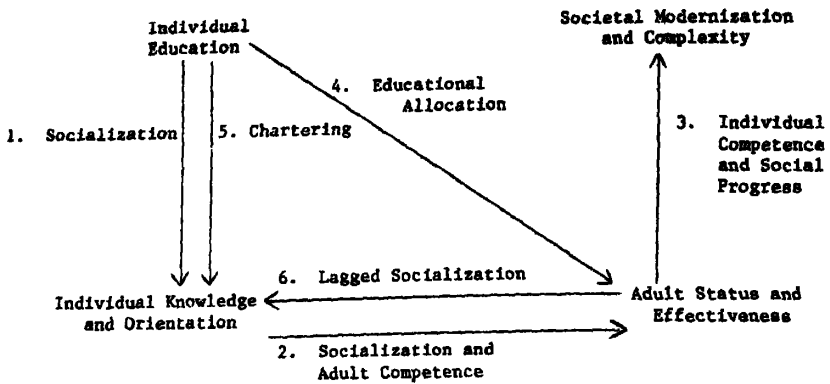 Individual
Education
Societal Modernization
and Complexity
4. Educational
Allocation
1. Socialization
5. Chartering
3. Individual
Competence
and Social
Progress
6. Lagged Socialization
Individual Knowledge
and Orientation
Adult Status and
Effectiveness
2. Socialization and
Adult Competence